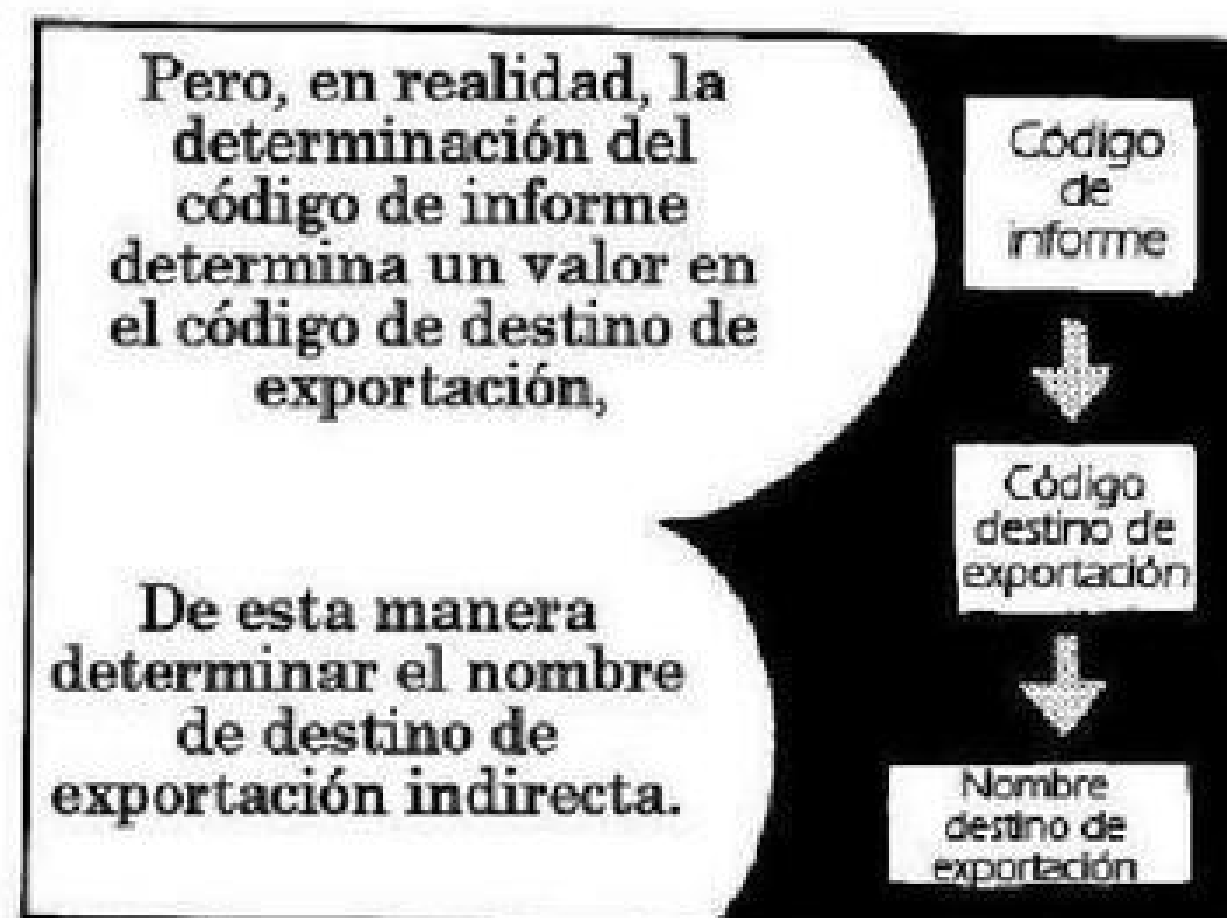 Pero, en realidad, la
determinación del
código de informe
determina un valor en
el código de destino de
exportación,
De esta manera
determinar el nombre
de destino de
exportación indirecta.
Código
de
informe
Código
destino de
exportación
Nombre
destino de
exportación